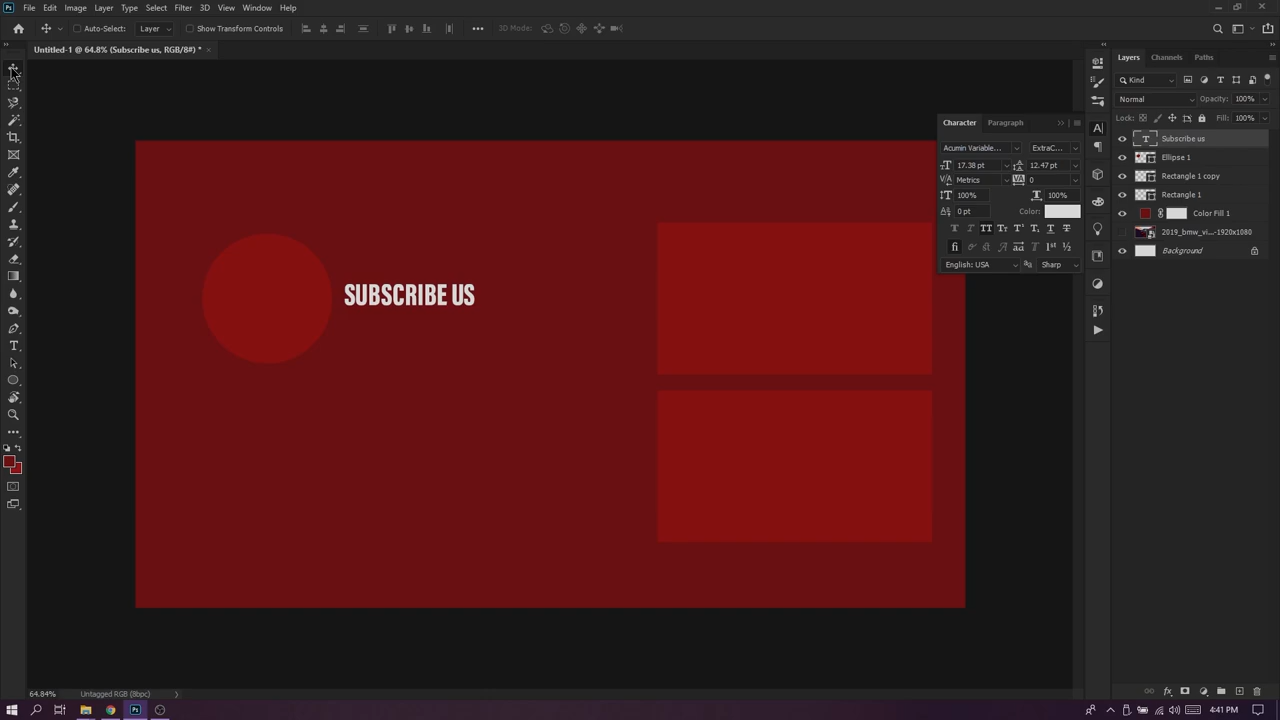 Ps File Edit Image Layer Type Select Filter 3D View Window Help
Auto-Select: Layer Show Transform Controls 3D Mode:
Untitled-1 @ 64.8% (Subscribe us, RGB/8#) *
Layers Channels Paths
Kind
Normal Opacity: 100%
Lock: Fill: 100%
Subscribe us
Ellipse 1
Rectangle 1 copy
Rectangle 1
Color Fill 1
2019_bmw_vi...-1920x1080
Background
Character Paragraph
Acumin Variable... ExtraC...
17.38 pt 12.47 pt
Metrics 0
100% 100%
0 pt Color:
English: USA Sharp
SUBSCRIBE US
64.84% Untagged RGB (8bpc)
4:41 PM